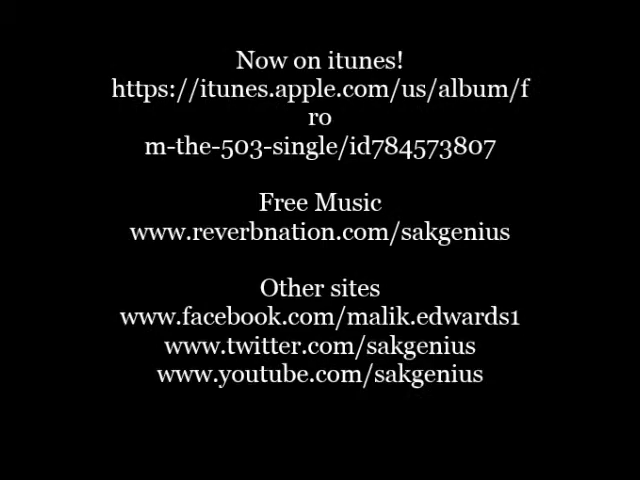 Now on itunes!
https://itunes.apple.com/us/album/f
ro
m-the-503-single/id784573807
Free Music
www.reverbnation.com/sakgenius
Other sites
www.facebook.com/malik.edwards1
www.twitter.com/sakgenius
www.youtube.com/sakgenius